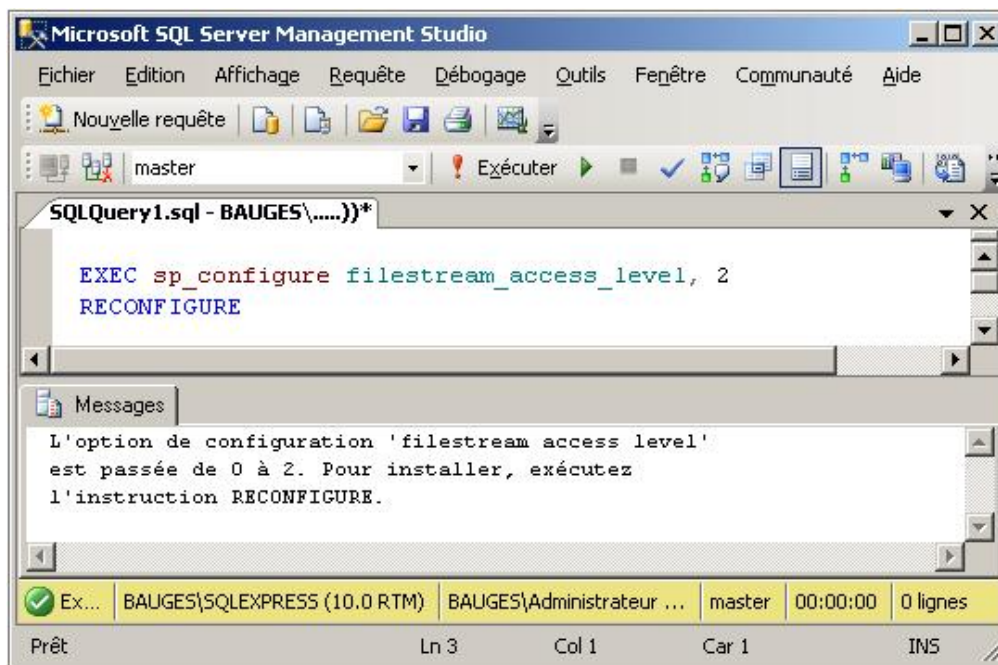 Microsoft SQL Server Management Studio
Fichier Edition Affichage Requête Débogage Outils Fenêtre Communauté Aide
Nouvelle requête
master Exécuter
SQLQuery1.sql - BAUGES\.....))*
EXEC sp_configure filestream_access_level, 2
RECONFIGURE
Messages
L'option de configuration 'filestream access level'
est passée de 0 à 2. Pour installer, exécutez
l'instruction RECONFIGURE.
Ex... BAUGES\SQLEXPRESS (10.0 RTM) BAUGES\Administrateur ... master 00:00:00 0 lignes
Prêt Ln 3 Col 1 Car 1 INS